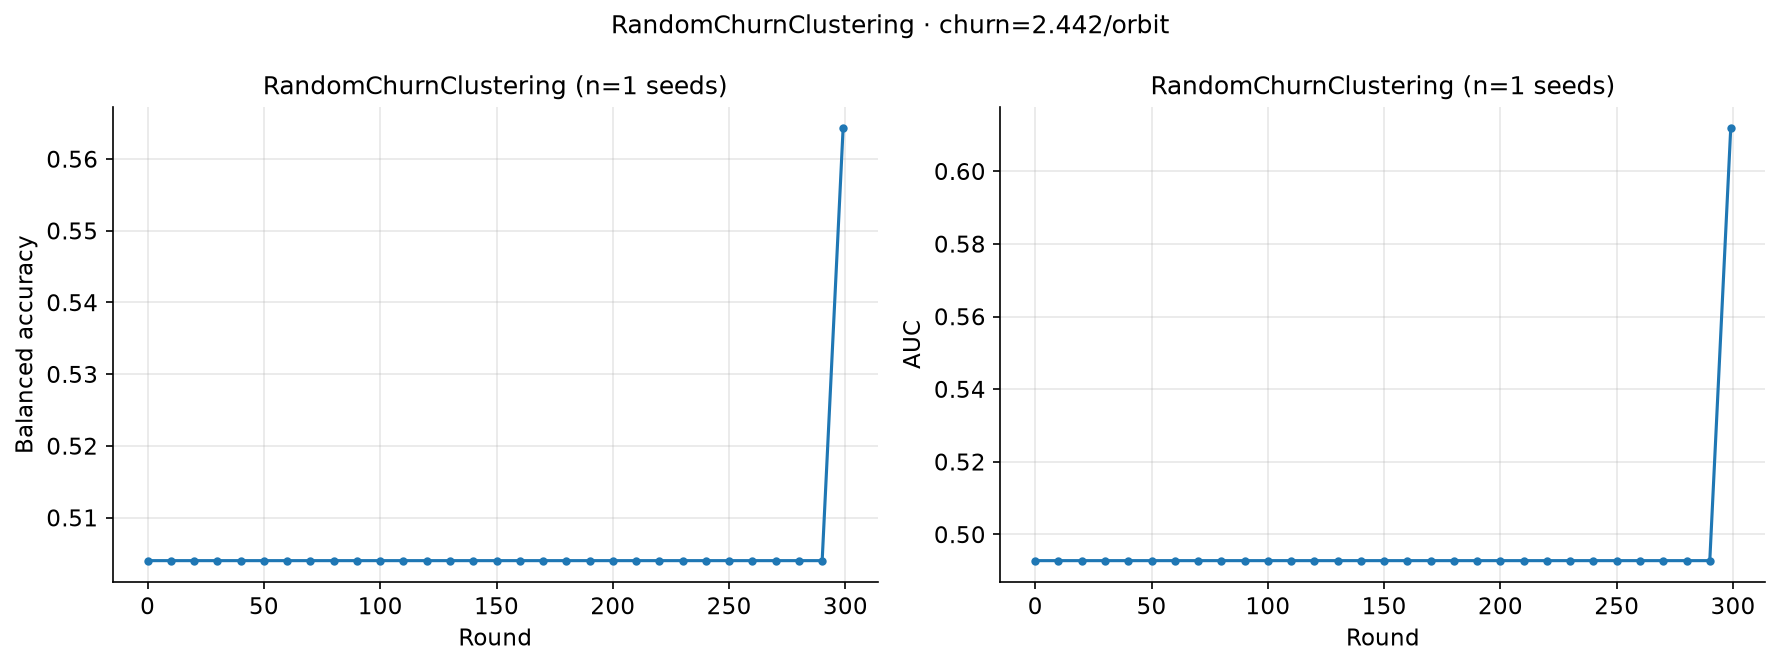 RandomChurnClustering · churn=2.442/orbit
RandomChurnClustering (n=1 seeds)
Balanced accuracy
0.56
0.55
0.54
0.53
0.52
0.51
0 50 100 150 200 250 300
Round
RandomChurnClustering (n=1 seeds)
AUC
0.60
0.58
0.56
0.54
0.52
0.50
0 50 100 150 200 250 300
Round